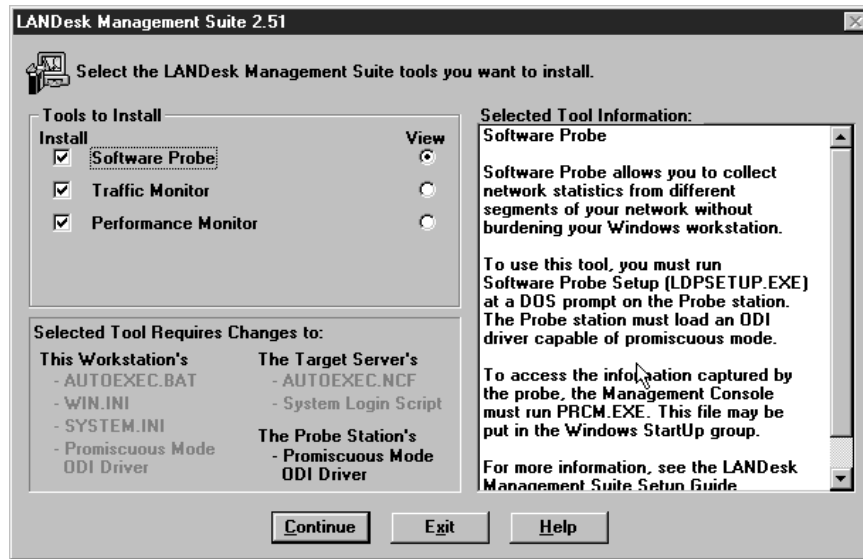 LANDesk Management Suite 2.51
Select the LANDesk Management Suite tools you want to install.
Tools to Install
Install View
Software Probe
Traffic Monitor
Performance Monitor
Selected Tool Requires Changes to:
This Workstation's
- AUTOEXEC.BAT
- WIN.INI
- SYSTEM.INI
- Promiscuous Mode
ODI Driver
The Target Server's
- AUTOEXEC.NCF
- System Login Script
The Probe Station's
- Promiscuous Mode
ODI Driver
Selected Tool Information:
Software Probe
Software Probe allows you to collect
network statistics from different
segments of your network without
burdening your Windows workstation.
To use this tool, you must run
Software Probe Setup (LDPSETUP.EXE)
at a DOS prompt on the Probe station.
The Probe station must load an ODI
driver capable of promiscuous mode.
To access the information captured by
the probe, the Management Console
must run PRCM.EXE. This file may be
put in the Windows StartUp group.
For more information, see the LANDesk
Management Suite Setup Guide
Continue Exit Help